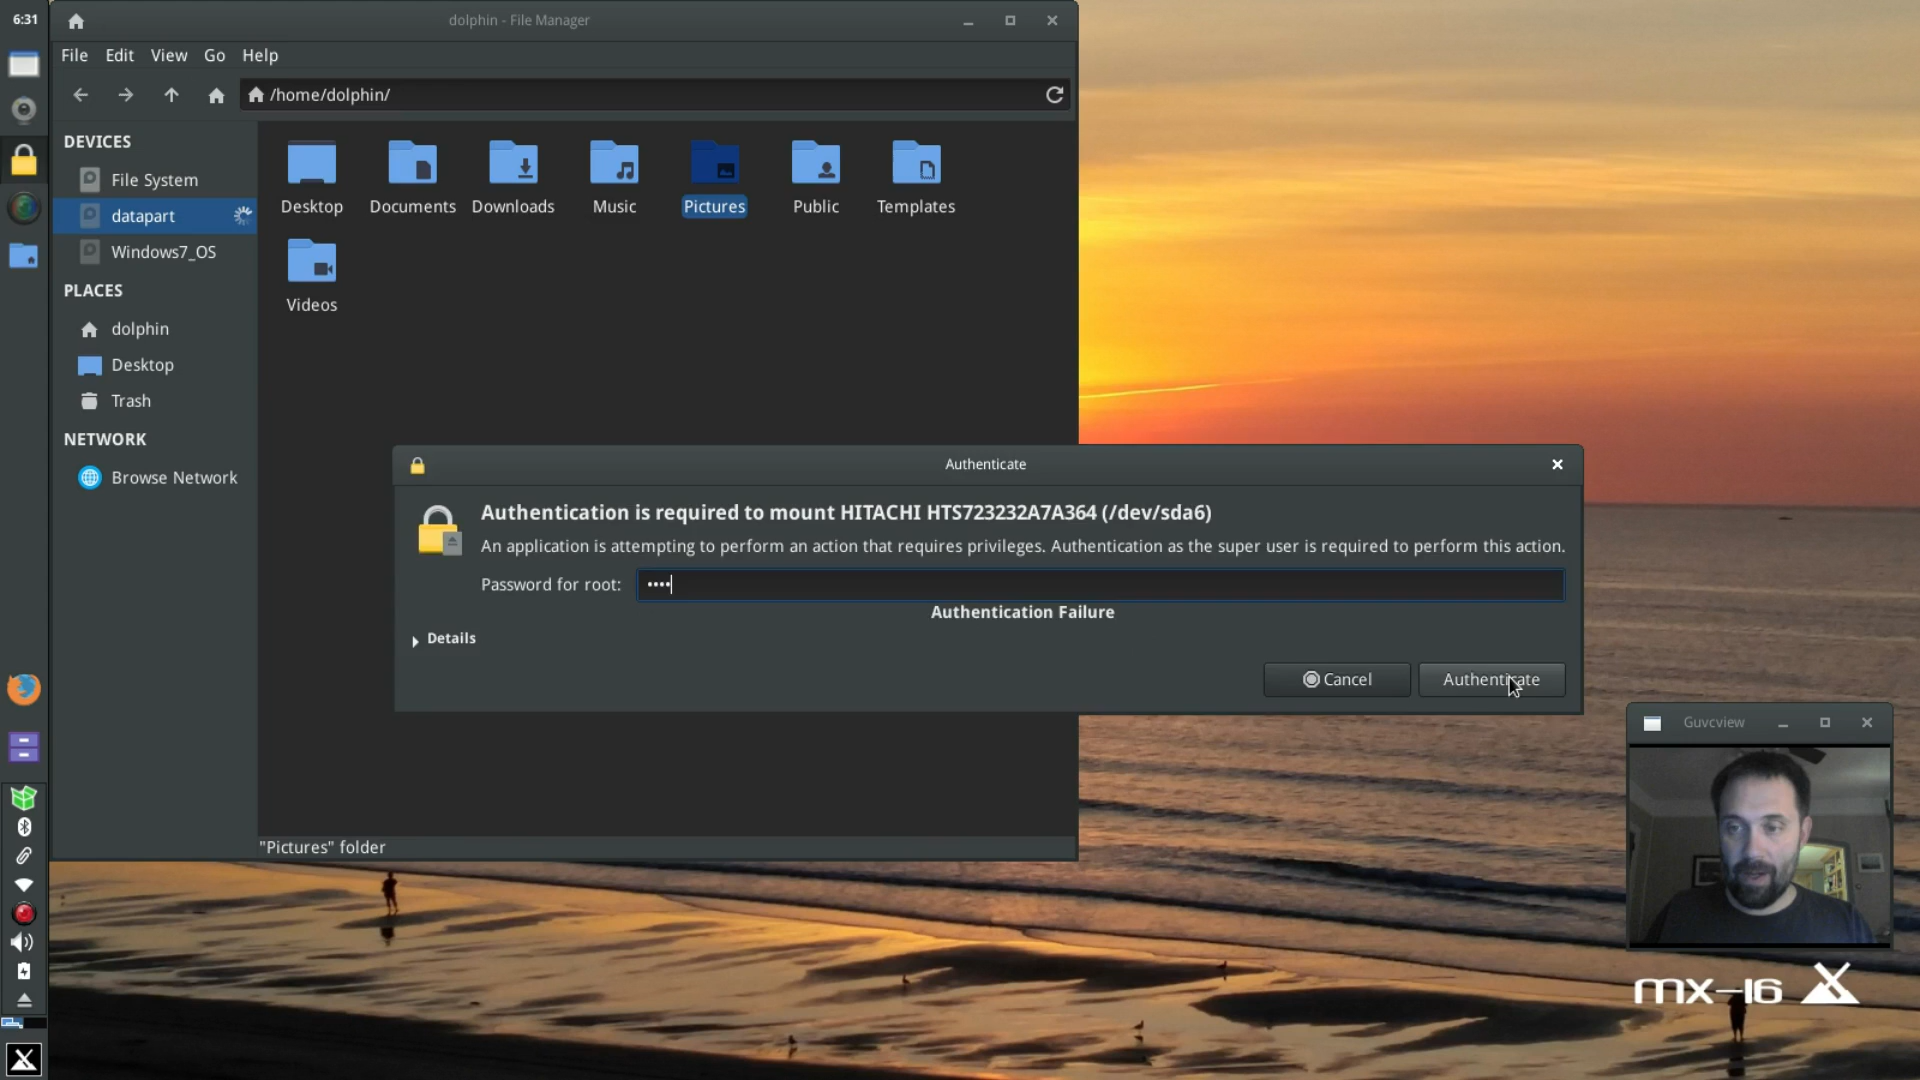 6:31
dolphin - File Manager
File Edit View Go Help
/home/dolphin/
DEVICES
File System
datapart
Windows7_OS
PLACES
dolphin
Desktop
Trash
NETWORK
Browse Network
Desktop Documents Downloads Music Pictures Public Templates
Videos
"Pictures" folder
Authenticate
Authentication is required to mount HITACHI HTS723232A7A364 (/dev/sda6)
An application is attempting to perform an action that requires privileges. Authentication as the super user is required to perform this action.
Password for root: ••••
Authentication Failure
Details
Cancel Authenticate
Guvcview
mx-16